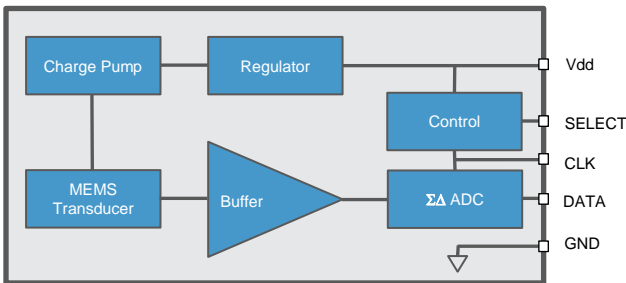 Charge Pump
Regulator
Vdd
Control
SELECT
CLK
MEMS
Transducer
Buffer
ΣΔ ADC
DATA
GND